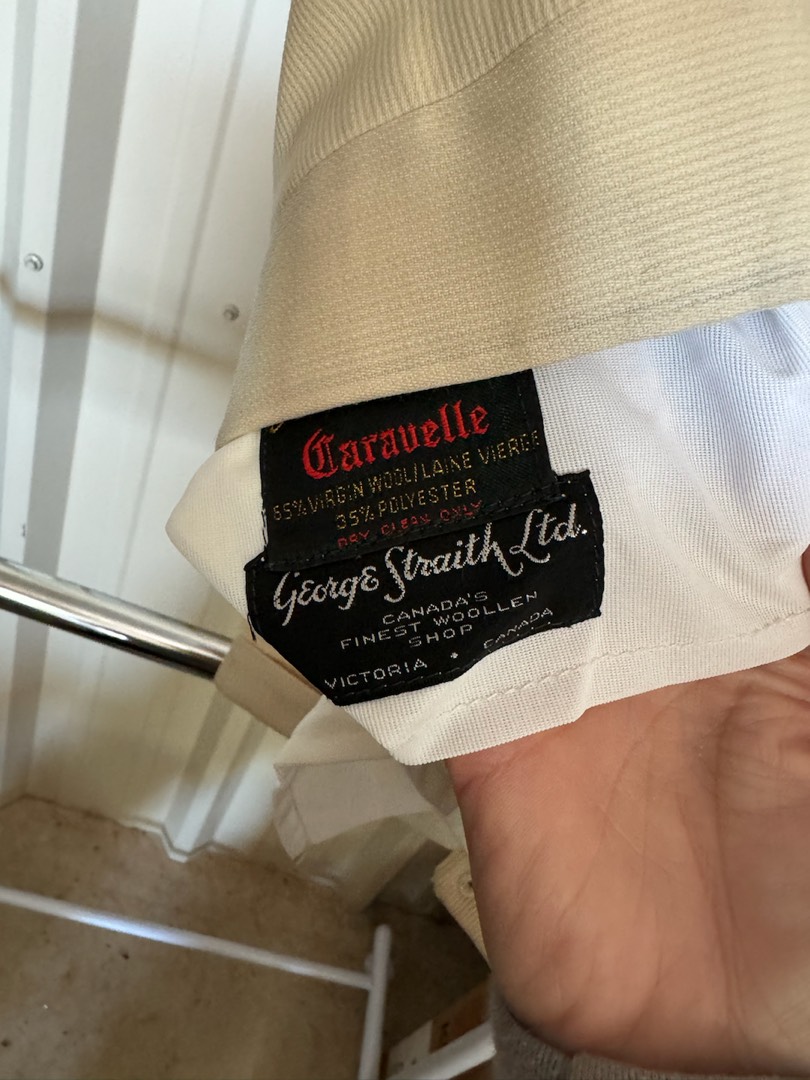 Caravelle
65% VIRGIN WOOL/LAINE VIERGE
35% POLYESTER
DRY CLEAN ONLY
George Straith Ltd.
CANADA'S
FINEST WOOLLEN
SHOP
VICTORIA • CANADA